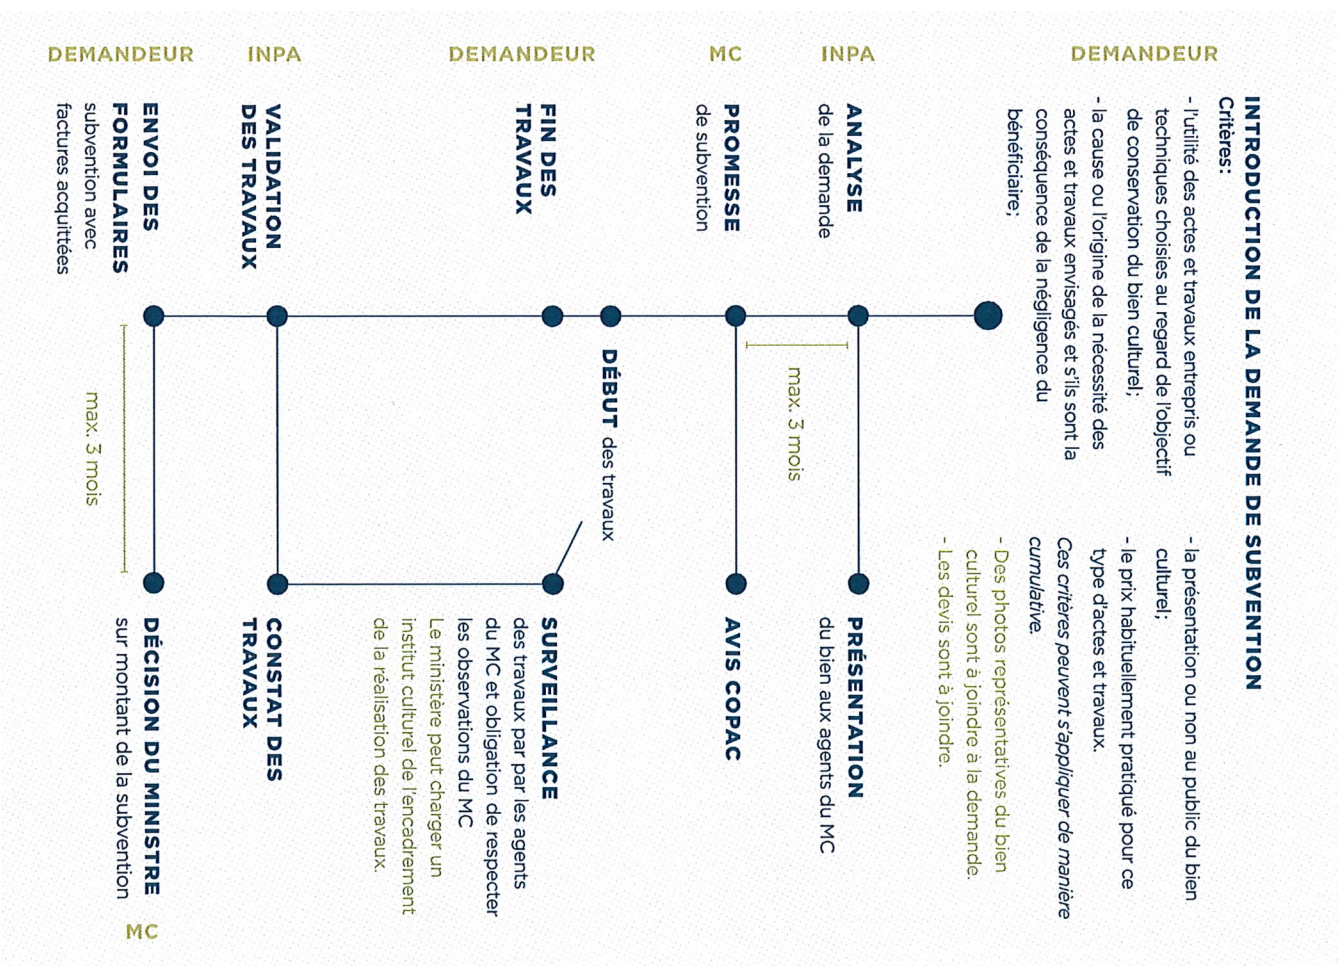 INTRODUCTION DE LA DEMANDE DE SUBVENTION
Critères:
- l'utilité des actes et travaux entrepris ou
techniques choisies au regard de l'objectif
de conservation du bien culturel;
- la cause ou l'origine de la nécessité des
actes et travaux envisagés et s'ils sont la
conséquence de la négligence du
bénéficiaire;
- la présentation ou non au public du bien
culturel;
- le prix habituellement pratiqué pour ce
type d'actes et travaux.
Ces critères peuvent s'appliquer de manière
cumulative.
- Des photos représentatives du bien
culturel sont à joindre à la demande.
- Les devis sont à joindre.
DEMANDEUR
INPA
ANALYSE
de la demande
PRÉSENTATION
du bien aux agents du MC
max. 3 mois
MC
PROMESSE
de subvention
AVIS COPAC
DÉBUT des travaux
DEMANDEUR
FIN DES
TRAVAUX
SURVEILLANCE
des travaux par par les agents
du MC et obligation de respecter
les observations du MC
Le ministère peut charger un
institut culturel de l'encadrement
de la réalisation des travaux.
INPA
VALIDATION
DES TRAVAUX
CONSTAT DES
TRAVAUX
DEMANDEUR
ENVOI DES
FORMULAIRES
subvention avec
factures acquittées
max. 3 mois
DÉCISION DU MINISTRE
sur montant de la subvention
MC